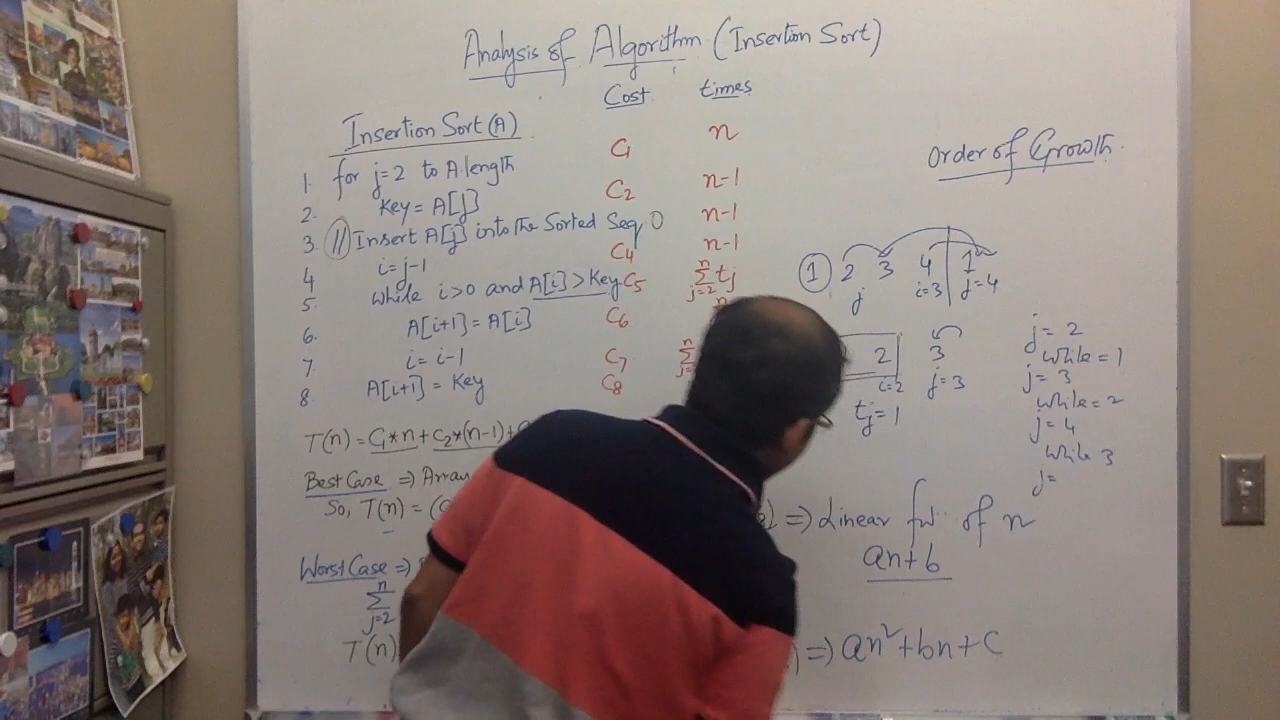 Analysis of Algorithm (Insertion Sort)
Cost times
Insertion Sort(A)
1. for j=2 to A.length C1 n
2. Key = A[j] C2 n-1
3. // Insert A[j] into the Sorted Seq n-1
4 i=j-1 C4 n-1
5. while i>0 and A[i]>Key C5 n∑j=2 tj
6. A[i+1] = A[i] C6 n
7 i= i-1 C7 n∑
8. A[i+1] = Key C8
T(n) = C1*n + C2*(n-1)+
Best Case => Array
So, T(n) = (
=> Linear of n
an+b
Worst Case =>
n∑j=2
T(n)
) => an²+bn+c
Order of Growth
① 2 3 4 1
j i=3 j=4
2 3
i=2 j=3
tj=1
j= 2
while = 1
j= 3
while = 2
j= 4
while 3
j=